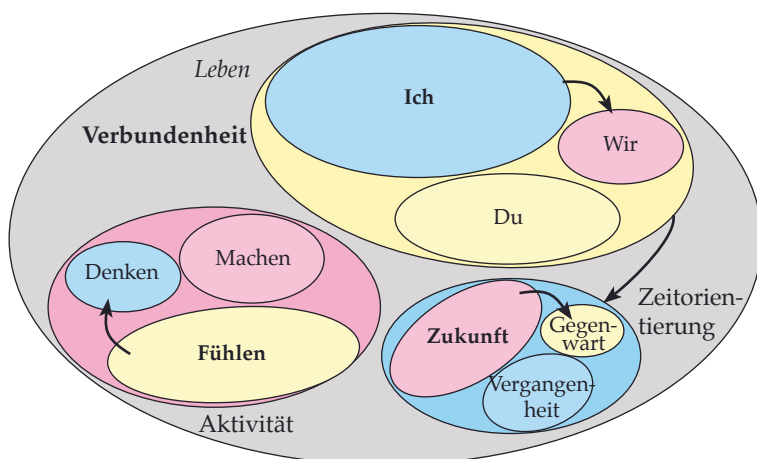 Leben
Ich
Verbundenheit
Wir
Du
Denken
Machen
Fühlen
Aktivität
Zukunft
Gegen-
wart
Vergangen-
heit
Zeitorien-
tierung